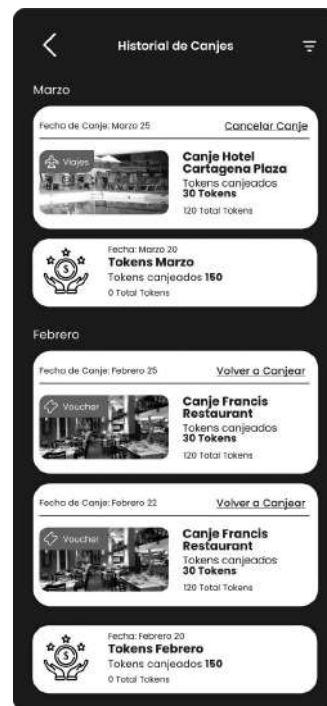 Historial de Canjes
Marzo
Fecha de Canje: Marzo 25
Cancelar Canje
Viajes
Canje Hotel
Cartagena Plaza
Tokens canjeados
30 Tokens
120 Total Tokens
Fecha: Marzo 20
Tokens Marzo
Tokens canjeados 150
0 Total Tokens
Febrero
Fecha de Canje: Febrero 25
Volver a Canjear
Voucher
Canje Francis
Restaurant
Tokens canjeados
30 Tokens
120 Total Tokens
Fecha de Canje: Febrero 22
Volver a Canjear
Voucher
Canje Francis
Restaurant
Tokens canjeados
30 Tokens
120 Total Tokens
Fecha: Febrero 20
Tokens Febrero
Tokens canjeados 150
0 Total Tokens